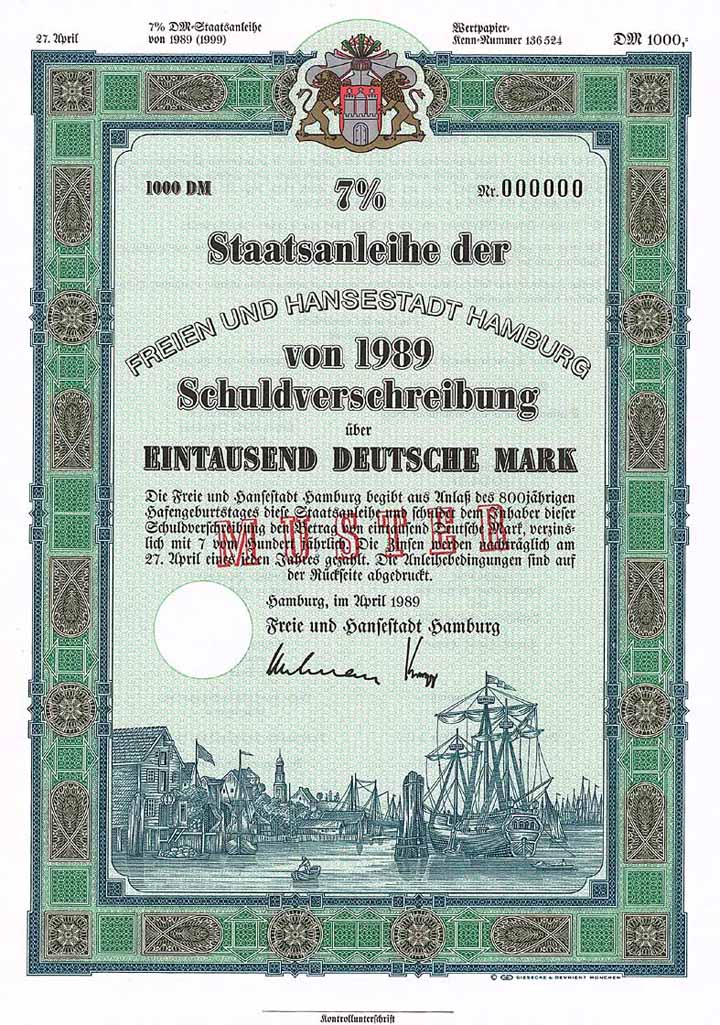 27. April
7% DM-Staatsanleihe
von 1989 (1999)
Wertpapier-
Kenn-Nummer 136 524
DM 1000,-
1000 DM
7%
Nr. 000000
Staatsanleihe der
FREIEN UND HANSESTADT HAMBURG
von 1989
Schuldverschreibung
über
EINTAUSEND DEUTSCHE MARK
Die Freie und Hansestadt Hamburg begibt aus Anlaß des 800jährigen
Hafengeburtstages diese Staatsanleihe und schuldet dem Inhaber dieser
Schuldverschreibung den Betrag von eintausend Deutsche Mark, verzins-
lich mit 7 vom Hundert jährlich. Die Zinsen werden nachträglich am
27. April eines jeden Jahres gezahlt. Die Anleihebedingungen sind auf
der Rückseite abgedruckt.
MUSTER
Hamburg, im April 1989
Freie und Hansestadt Hamburg
© GD GIESECKE & DEVRIENT MÜNCHEN
Kontrollunterschrift